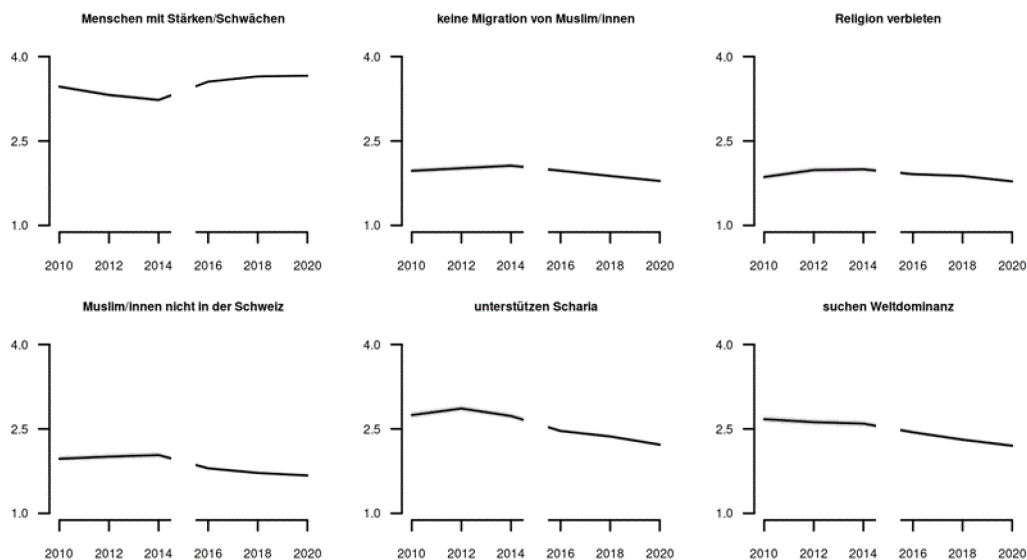 Menschen mit Stärken/Schwächen
keine Migration von Muslim/innen
Religion verbieten
4.0
2.5
1.0
2010 2012 2014 2016 2018 2020
4.0
2.5
1.0
2010 2012 2014 2016 2018 2020
4.0
2.5
1.0
2010 2012 2014 2016 2018 2020
Muslim/innen nicht in der Schweiz
unterstützen Scharia
suchen Weltdominanz
4.0
2.5
1.0
2010 2012 2014 2016 2018 2020
4.0
2.5
1.0
2010 2012 2014 2016 2018 2020
4.0
2.5
1.0
2010 2012 2014 2016 2018 2020